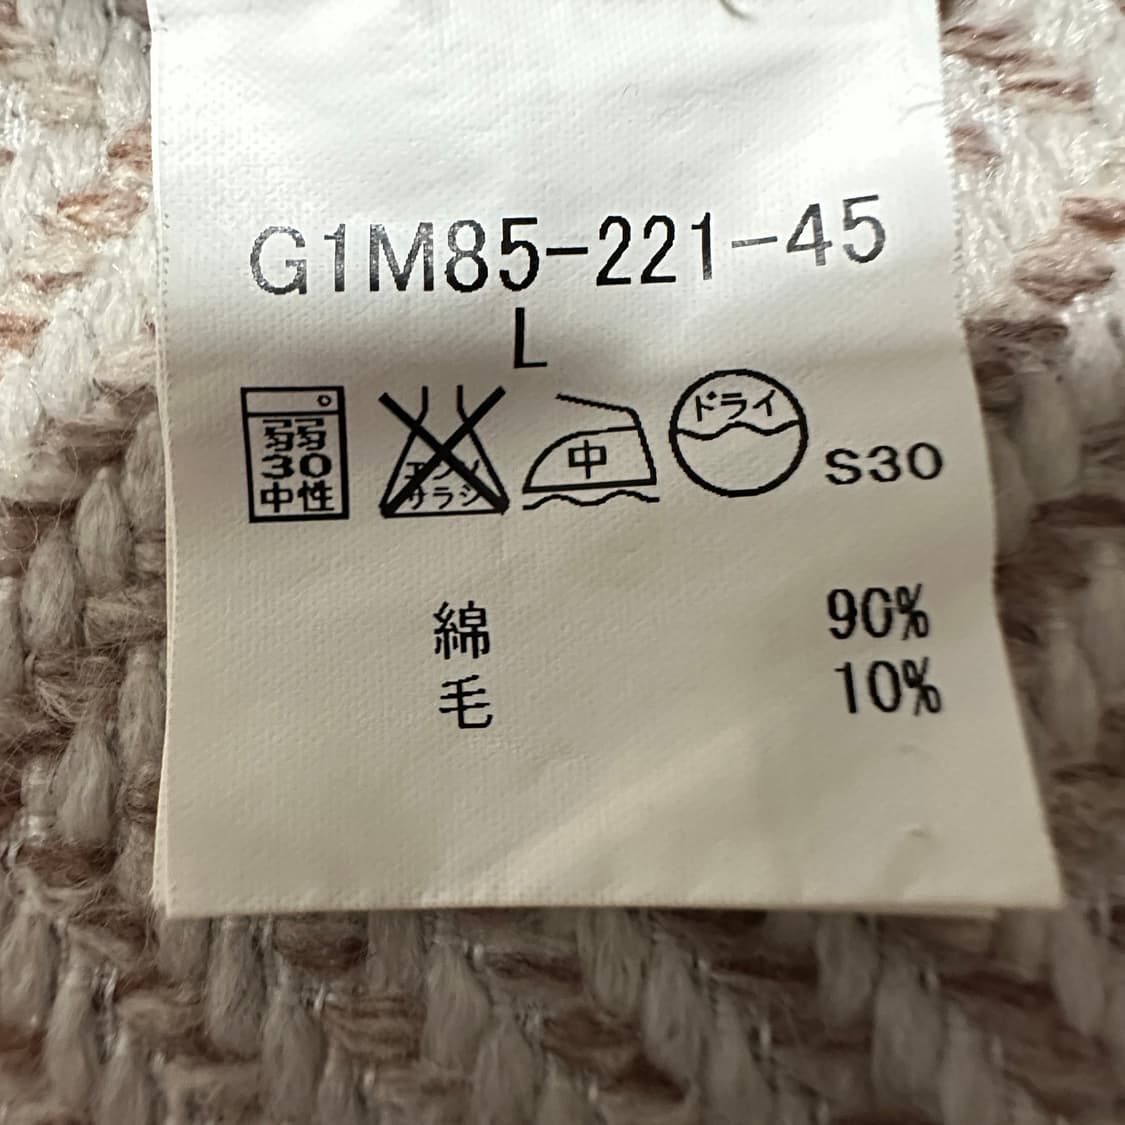 G1M85-221-45
L
弱
30
中性
エンソ
サラシ
中
ドライ
S30
綿 90%
毛 10%